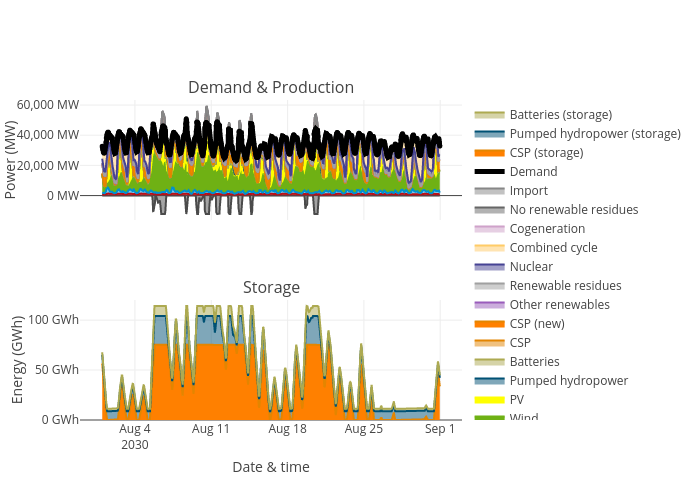 Demand & Production
60,000 MW
40,000 MW
20,000 MW
0 MW
Power (MW)
Storage
100 GWh
50 GWh
0 GWh
Energy (GWh)
Aug 4
2030
Aug 11
Aug 18
Aug 25
Sep 1
Date & time
Batteries (storage)
Pumped hydropower (storage)
CSP (storage)
Demand
Import
No renewable residues
Cogeneration
Combined cycle
Nuclear
Renewable residues
Other renewables
CSP (new)
CSP
Batteries
Pumped hydropower
PV
Wind